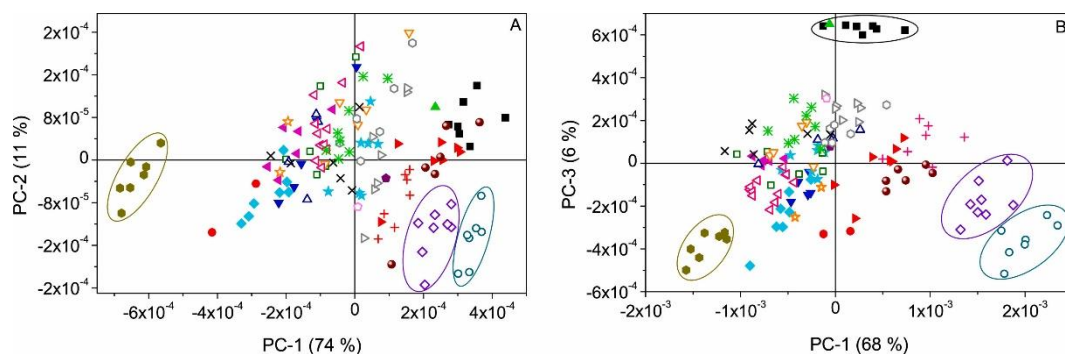 A
PC-2 (11 %)
2x10⁻⁴
2x10⁻⁴
8x10⁻⁵
0
-8x10⁻⁵
-2x10⁻⁴
-2x10⁻⁴
-6x10⁻⁴ -4x10⁻⁴ -2x10⁻⁴ 0 2x10⁻⁴ 4x10⁻⁴
PC-1 (74 %)
B
PC-3 (6 %)
6x10⁻⁴
4x10⁻⁴
2x10⁻⁴
0
-2x10⁻⁴
-4x10⁻⁴
-6x10⁻⁴
-2x10⁻³ -1x10⁻³ 0 1x10⁻³ 2x10⁻³
PC-1 (68 %)